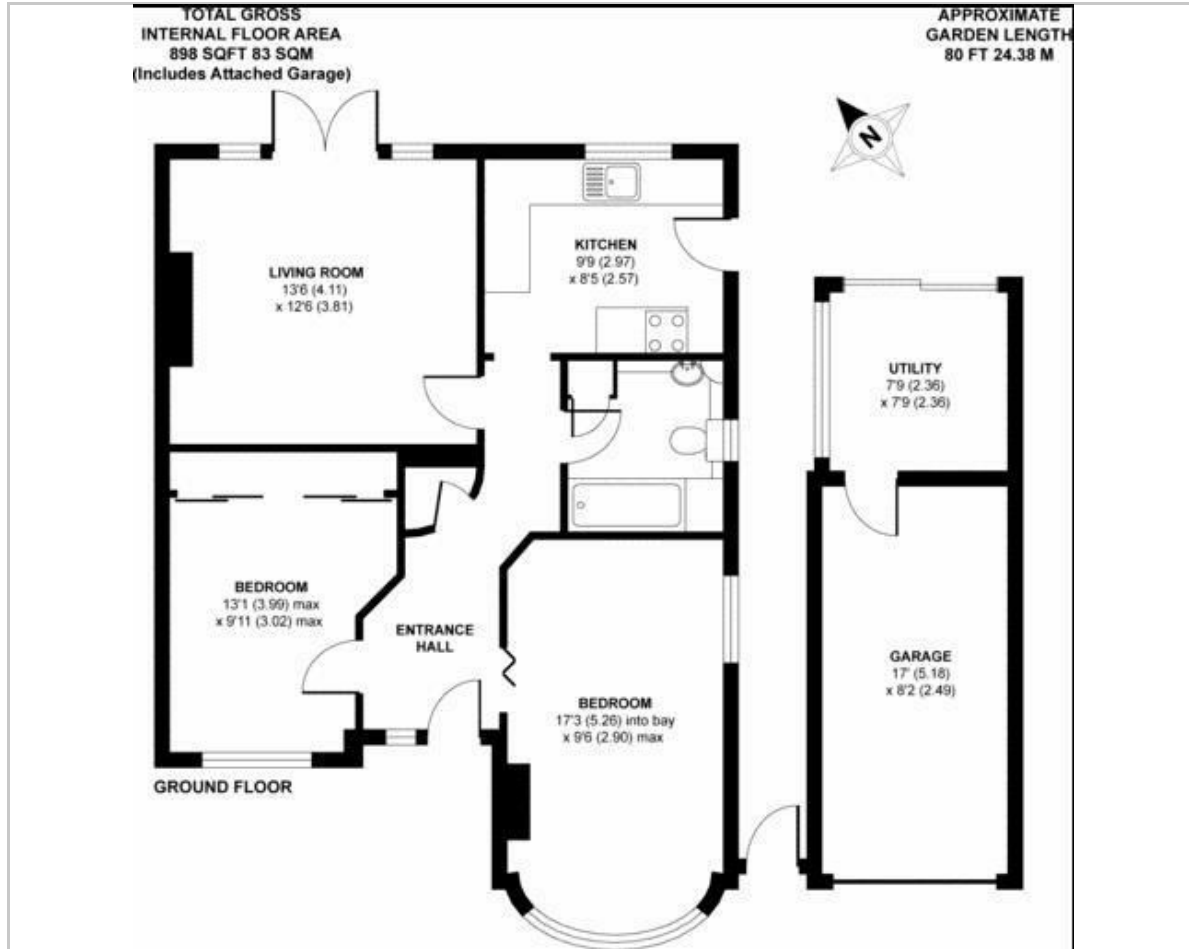 TOTAL GROSS
INTERNAL FLOOR AREA
898 SQFT 83 SQM
(Includes Attached Garage)
APPROXIMATE
GARDEN LENGTH
80 FT 24.38 M
N
KITCHEN
9'9 (2.97)
x 8'5 (2.57)
LIVING ROOM
13'6 (4.11)
x 12'6 (3.81)
UTILITY
7'9 (2.36)
x 7'9 (2.36)
BEDROOM
13'1 (3.99) max
x 9'11 (3.02) max
ENTRANCE
HALL
GARAGE
17' (5.18)
x 8'2 (2.49)
BEDROOM
17'3 (5.26) into bay
x 9'6 (2.90) max
GROUND FLOOR